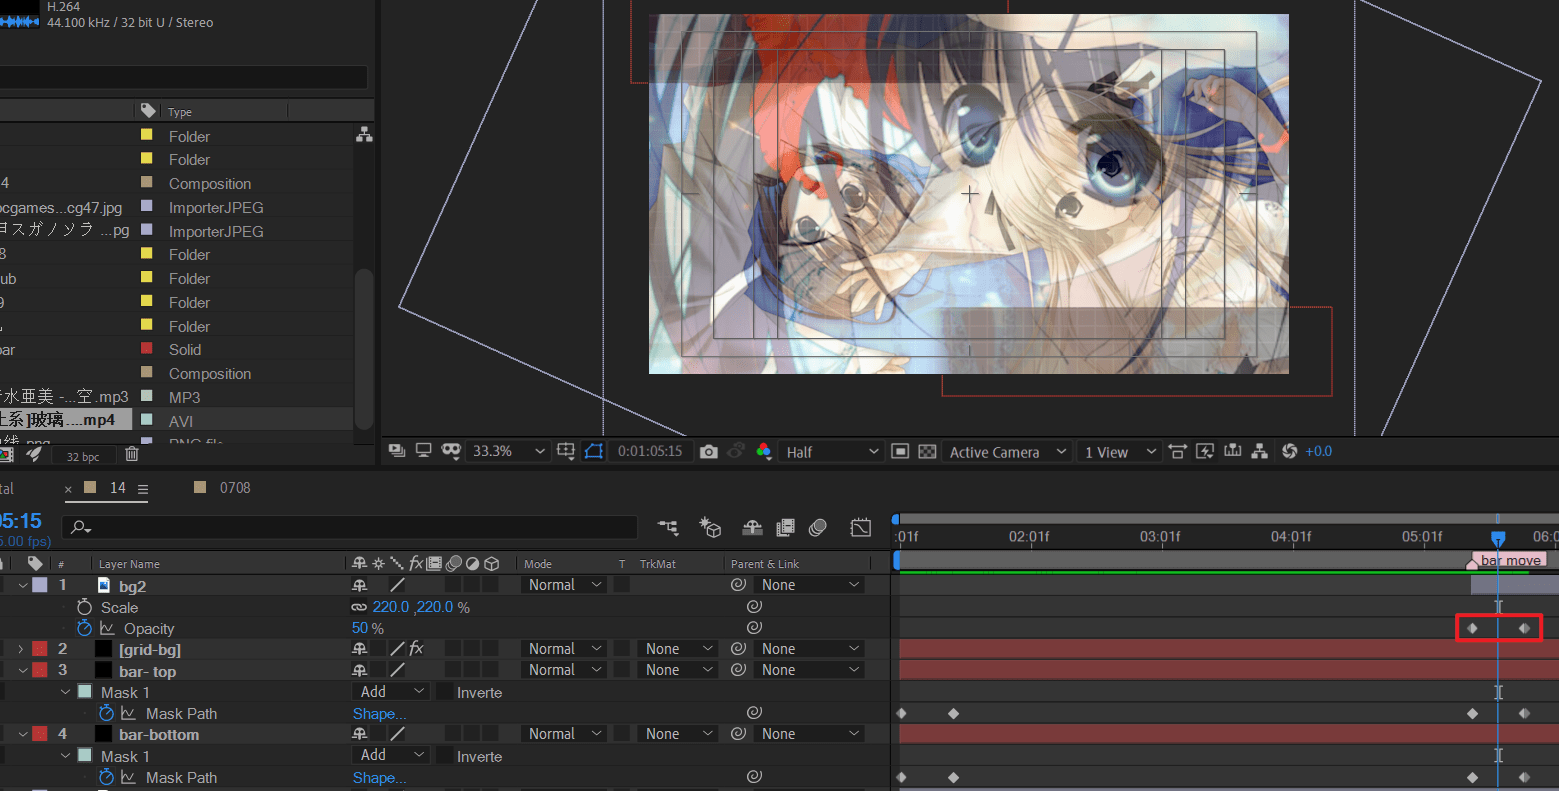 H.264
44.100 kHz / 32 bit U / Stereo
Type
Folder
Folder
4 Composition
cgames...cg47.jpg ImporterJPEG
ヨスガノソラ ...pg ImporterJPEG
8 Folder
ub Folder
9 Folder
Folder
bar Solid
Composition
水亜美 -...空.mp3 MP3
系]玻璃....mp4 AVI
32 bpc
33.3% 0:01:05:15 Half Active Camera 1 View +0.0
tal × 14 0708
05:15
.00 fps)
:01f 02:01f 03:01f 04:01f 05:01f 06:0
# Layer Name fx Mode T TrkMat Parent & Link
bar move
1 bg2 Normal None
Scale 220.0 ,220.0 %
Opacity 50 %
2 [grid-bg] fx Normal None None
3 bar- top Normal None None
Mask 1 Add Inverte
Mask Path Shape...
4 bar-bottom Normal None None
Mask 1 Add Inverte
Mask Path Shape...